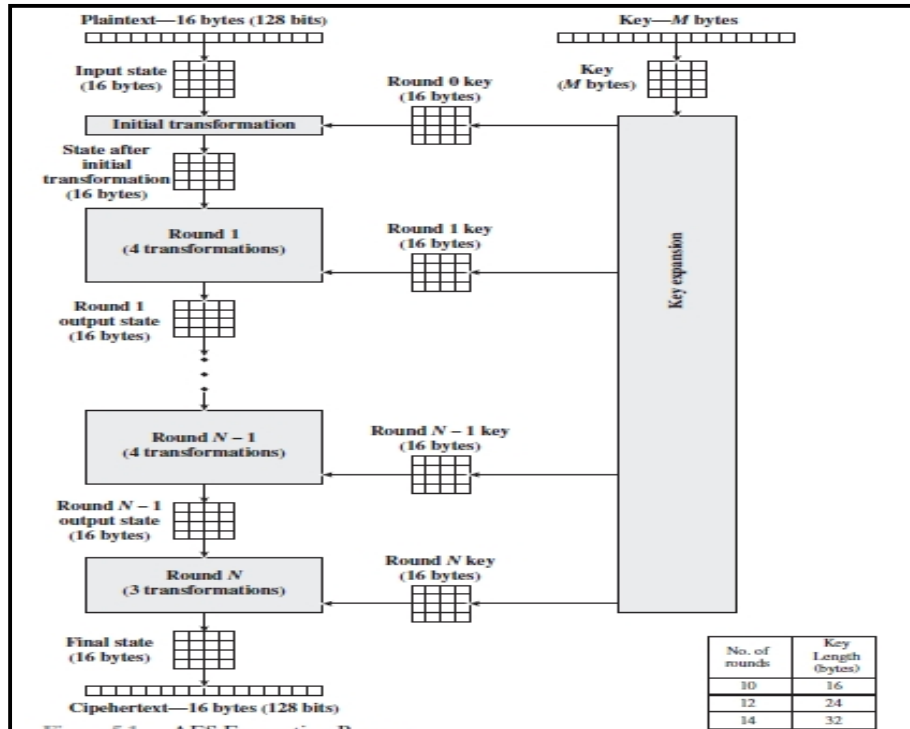 Plaintext—16 bytes (128 bits)
Key—M bytes
Input state
(16 bytes)
Round 0 key
(16 bytes)
Key
(M bytes)
Initial transformation
State after
initial
transformation
(16 bytes)
Round 1
(4 transformations)
Round 1 key
(16 bytes)
Key expansion
Round 1
output state
(16 bytes)
Round N – 1
(4 transformations)
Round N – 1 key
(16 bytes)
Round N – 1
output state
(16 bytes)
Round N
(3 transformations)
Round N key
(16 bytes)
Final state
(16 bytes)
No. of
rounds
Key
Length
(bytes)
10 16
12 24
14 32
Cipehertext—16 bytes (128 bits)